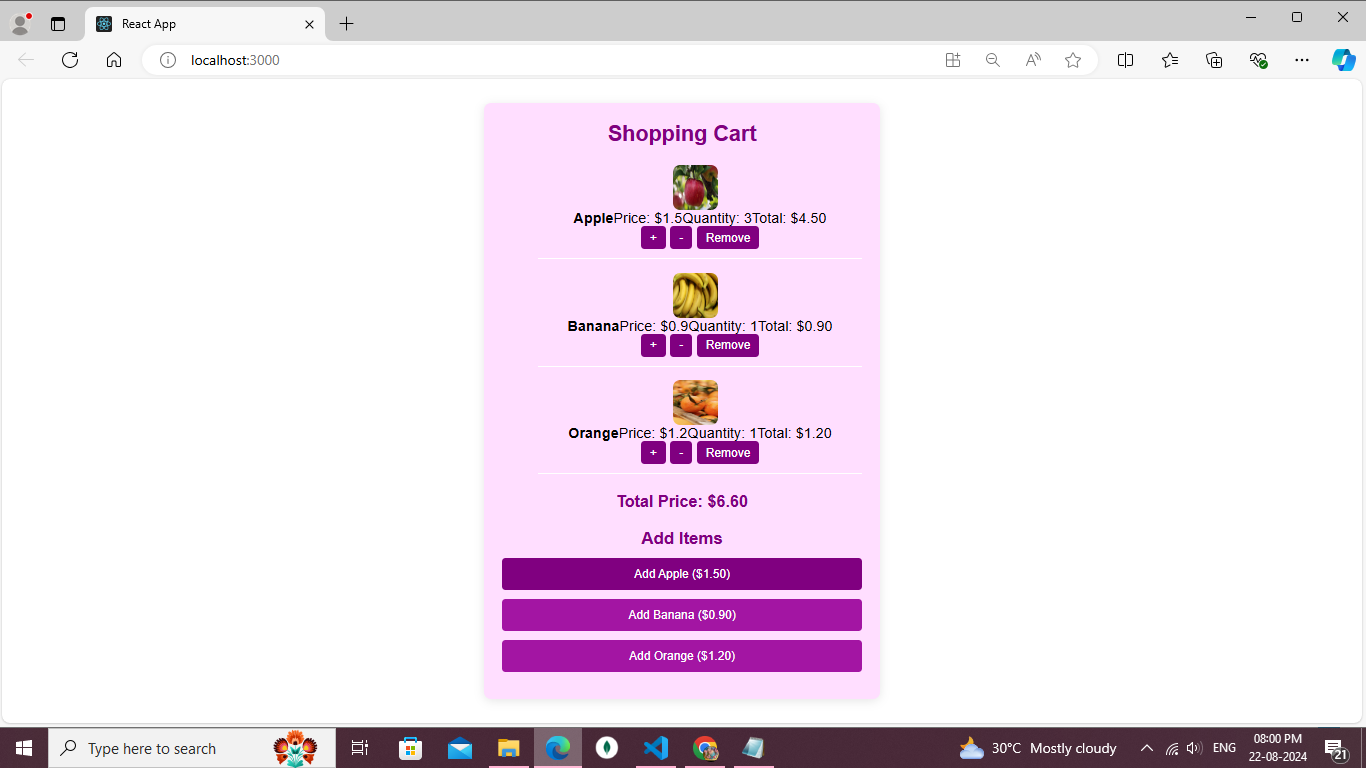 React App
localhost:3000
Shopping Cart
ApplePrice: $1.5Quantity: 3Total: $4.50
+ - Remove
BananaPrice: $0.9Quantity: 1Total: $0.90
+ - Remove
OrangePrice: $1.2Quantity: 1Total: $1.20
+ - Remove
Total Price: $6.60
Add Items
Add Apple ($1.50)
Add Banana ($0.90)
Add Orange ($1.20)
Type here to search
30°C Mostly cloudy
ENG
08:00 PM
22-08-2024
21